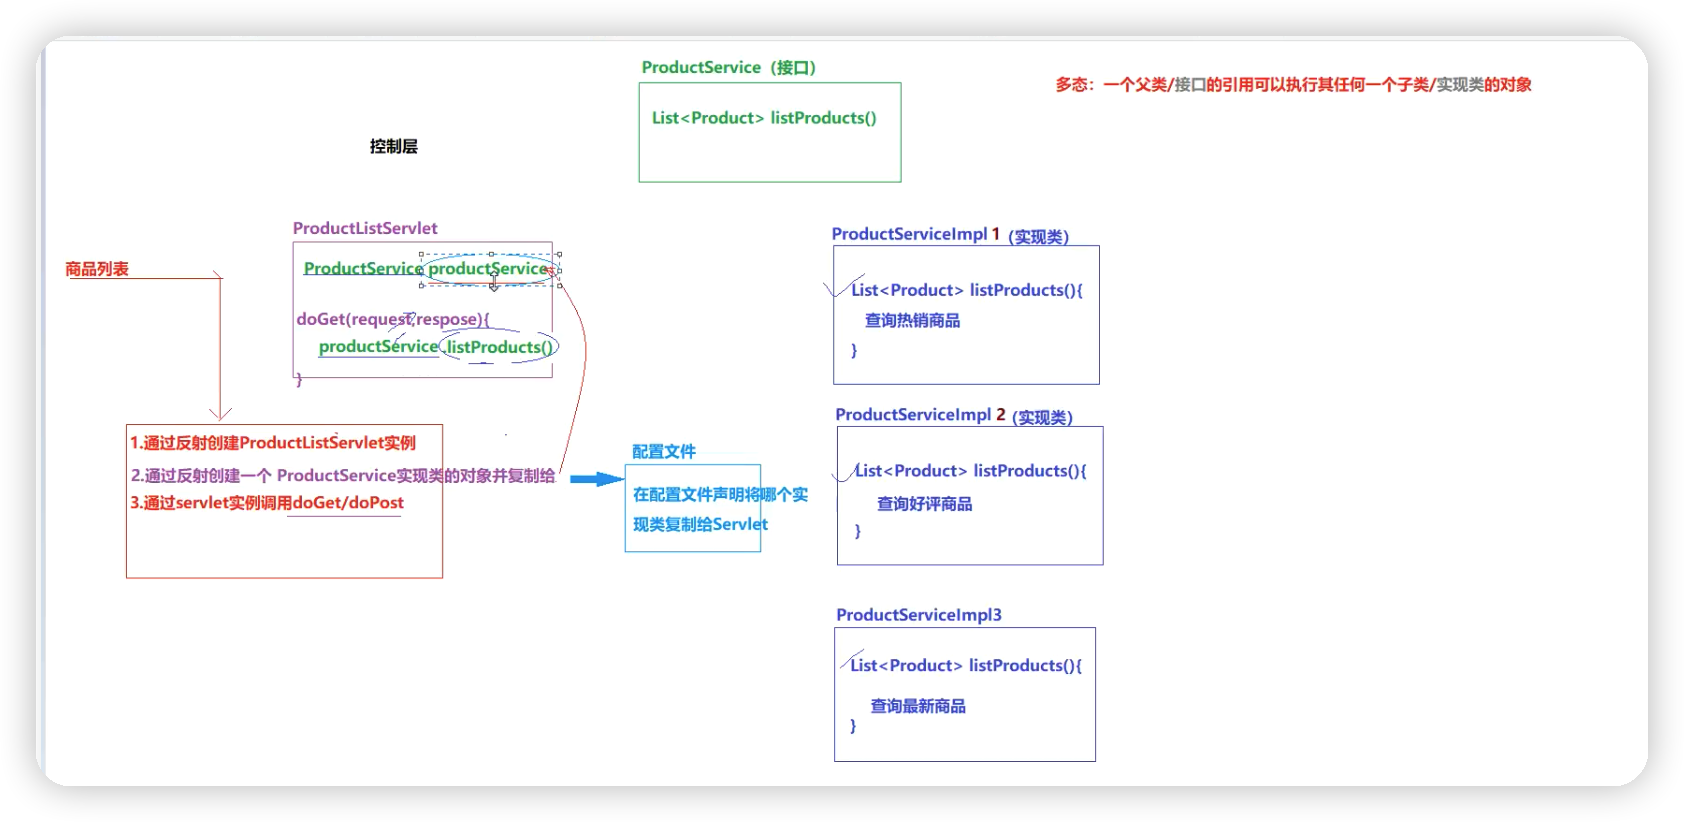 ProductService（接口）
List<Product> listProducts()
多态：一个父类/接口的引用可以执行其任何一个子类/实现类的对象
控制层
商品列表
ProductListServlet
ProductService productService
doGet(request,respose){
productService.listProducts()
}
1.通过反射创建ProductListServlet实例
2.通过反射创建一个 ProductService实现类的对象并复制给
3.通过servlet实例调用doGet/doPost
配置文件
在配置文件声明将哪个实
现类复制给Servlet
ProductServiceImpl 1（实现类）
List<Product> listProducts(){
查询热销商品
}
ProductServiceImpl 2（实现类）
List<Product> listProducts(){
查询好评商品
}
ProductServiceImpl3
List<Product> listProducts(){
查询最新商品
}